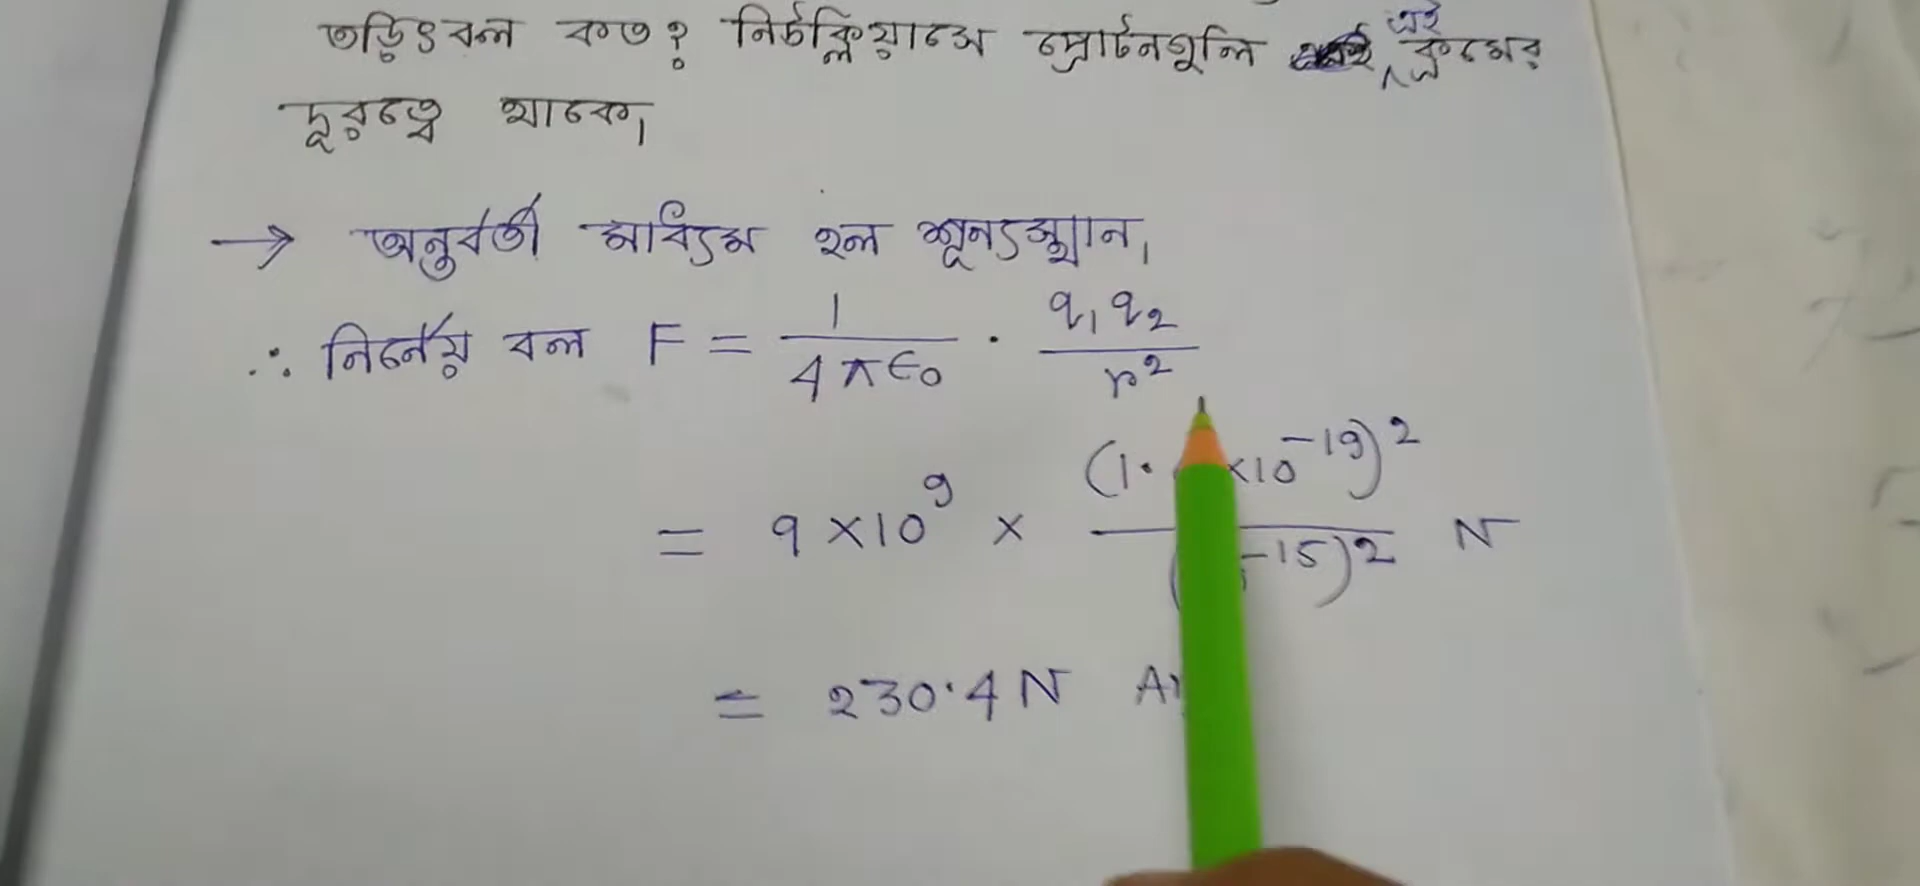 তড়িৎবল কত? নিউক্লিয়াসে প্রোটনগুলি এই ক্রমের
দূরত্বে থাকে।
→ অনুবর্তী মাধ্যম হল শূন্যস্থান।
∴ নির্ণেয় বল F = 1/4πϵ₀ · q₁q₂/r²
= 9 × 10⁹ × (1. ×10⁻¹⁹)²/( ⁻¹⁵)² N
= 230.4 N